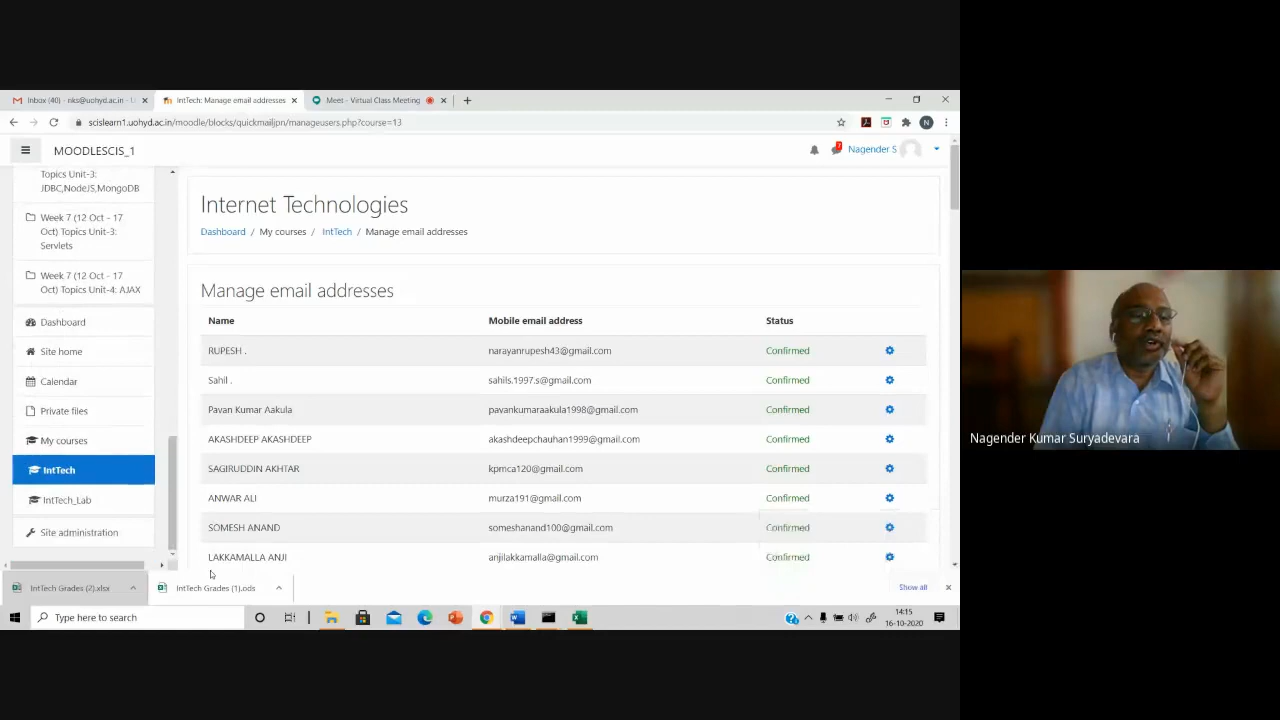 Inbox (40) - nks@uohyd.ac.in
IntTech: Manage email addresses
Meet - Virtual Class Meeting
scislearn1.uohyd.ac.in/moodle/blocks/quickmailjpn/manageusers.php?course=13
MOODLESCIS_1
Nagender S
Topics Unit-3:
JDBC,NodeJS,MongoDB
Week 7 (12 Oct - 17
Oct) Topics Unit-3:
Servlets
Week 7 (12 Oct - 17
Oct) Topics Unit-4: AJAX
Dashboard
Site home
Calendar
Private files
My courses
IntTech
IntTech_Lab
Site administration
Internet Technologies
Dashboard / My courses / IntTech / Manage email addresses
Manage email addresses
Name Mobile email address Status
RUPESH . narayanrupesh43@gmail.com Confirmed
Sahil . sahils.1997.s@gmail.com Confirmed
Pavan Kumar Aakula pavankumaraakula1998@gmail.com Confirmed
AKASHDEEP AKASHDEEP akashdeepchauhan1999@gmail.com Confirmed
SAGIRUDDIN AKHTAR kpmca120@gmail.com Confirmed
ANWAR ALI murza191@gmail.com Confirmed
SOMESH ANAND someshanand100@gmail.com Confirmed
LAKKAMALLA ANJI anjilakkamalla@gmail.com Confirmed
IntTech Grades (2).xlsx
IntTech Grades (1).ods
Show all
Type here to search
14:15
16-10-2020
Nagender Kumar Suryadevara